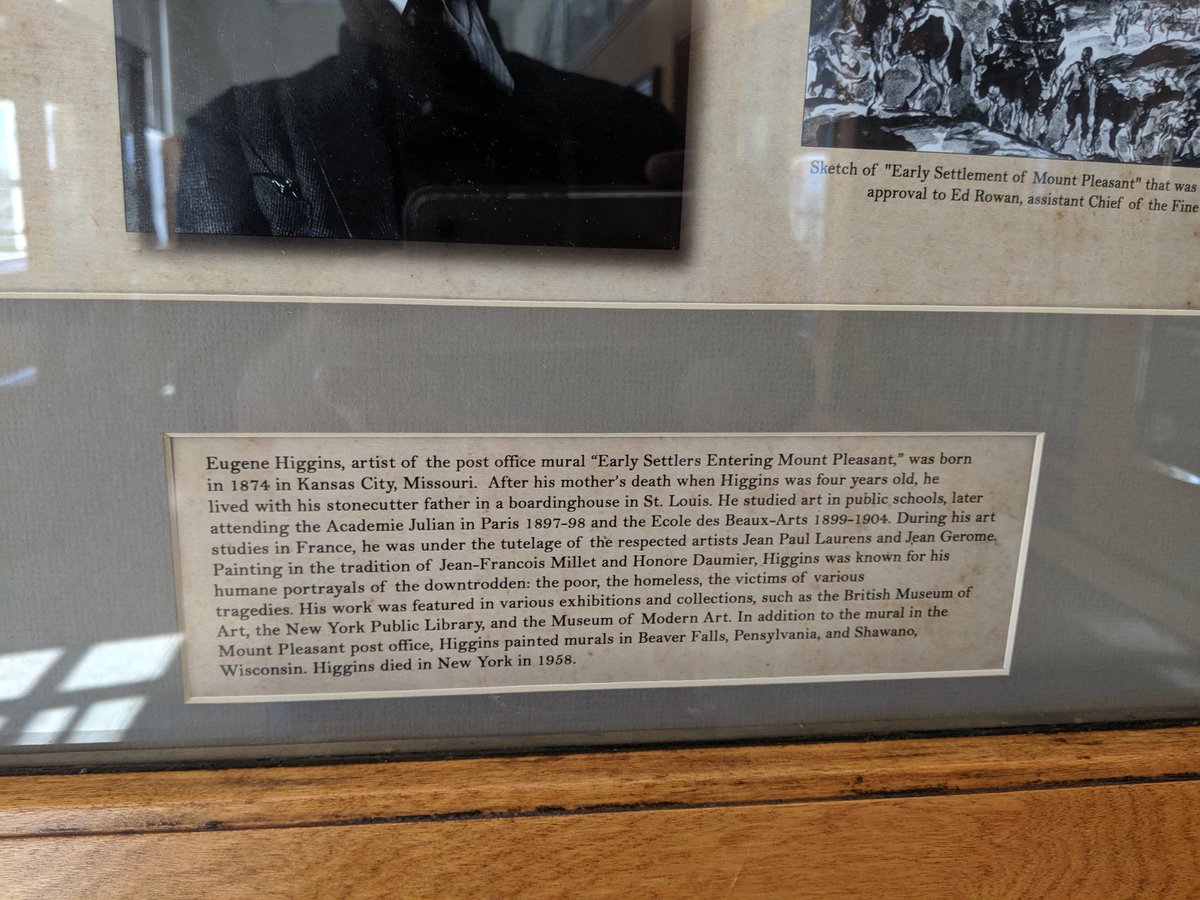 Sketch of "Early Settlement of Mount Pleasant" that was
approval to Ed Rowan, assistant Chief of the Fine
Eugene Higgins, artist of the post office mural “Early Settlers Entering Mount Pleasant,” was born
in 1874 in Kansas City, Missouri. After his mother’s death when Higgins was four years old, he
lived with his stonecutter father in a boardinghouse in St. Louis. He studied art in public schools, later
attending the Academie Julian in Paris 1897-98 and the Ecole des Beaux-Arts 1899-1904. During his art
studies in France, he was under the tutelage of the respected artists Jean Paul Laurens and Jean Gerome.
Painting in the tradition of Jean-Francois Millet and Honore Daumier, Higgins was known for his
humane portrayals of the downtrodden: the poor, the homeless, the victims of various
tragedies. His work was featured in various exhibitions and collections, such as the British Museum of
Art, the New York Public Library, and the Museum of Modern Art. In addition to the mural in the
Mount Pleasant post office, Higgins painted murals in Beaver Falls, Pensylvania, and Shawano,
Wisconsin. Higgins died in New York in 1958.